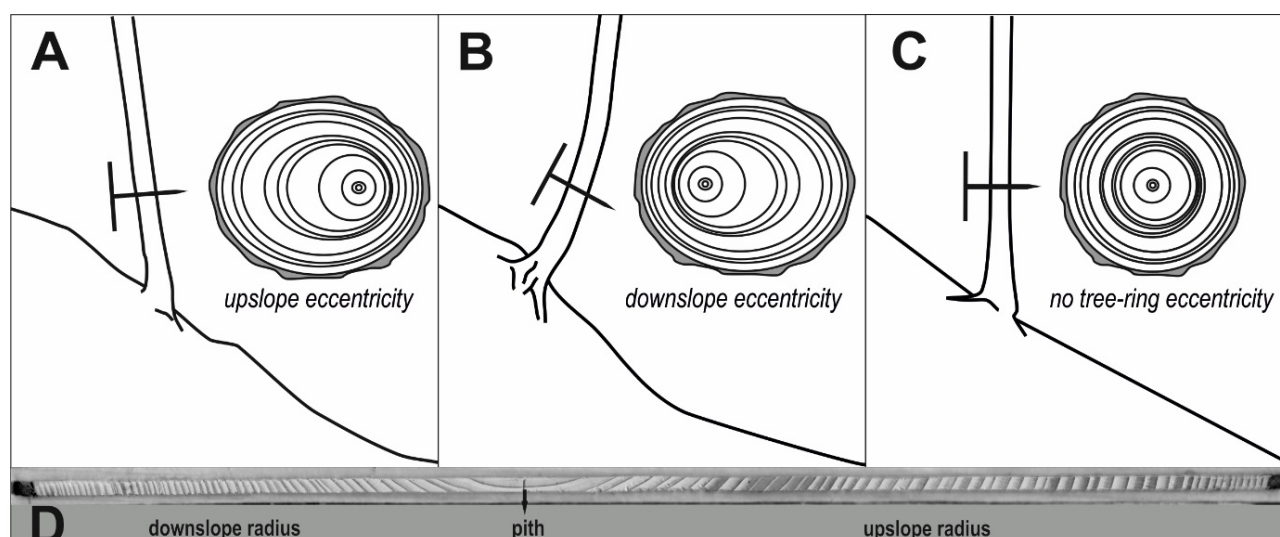 A
B
C
upslope eccentricity
downslope eccentricity
no tree-ring eccentricity
D
downslope radius
pith
upslope radius